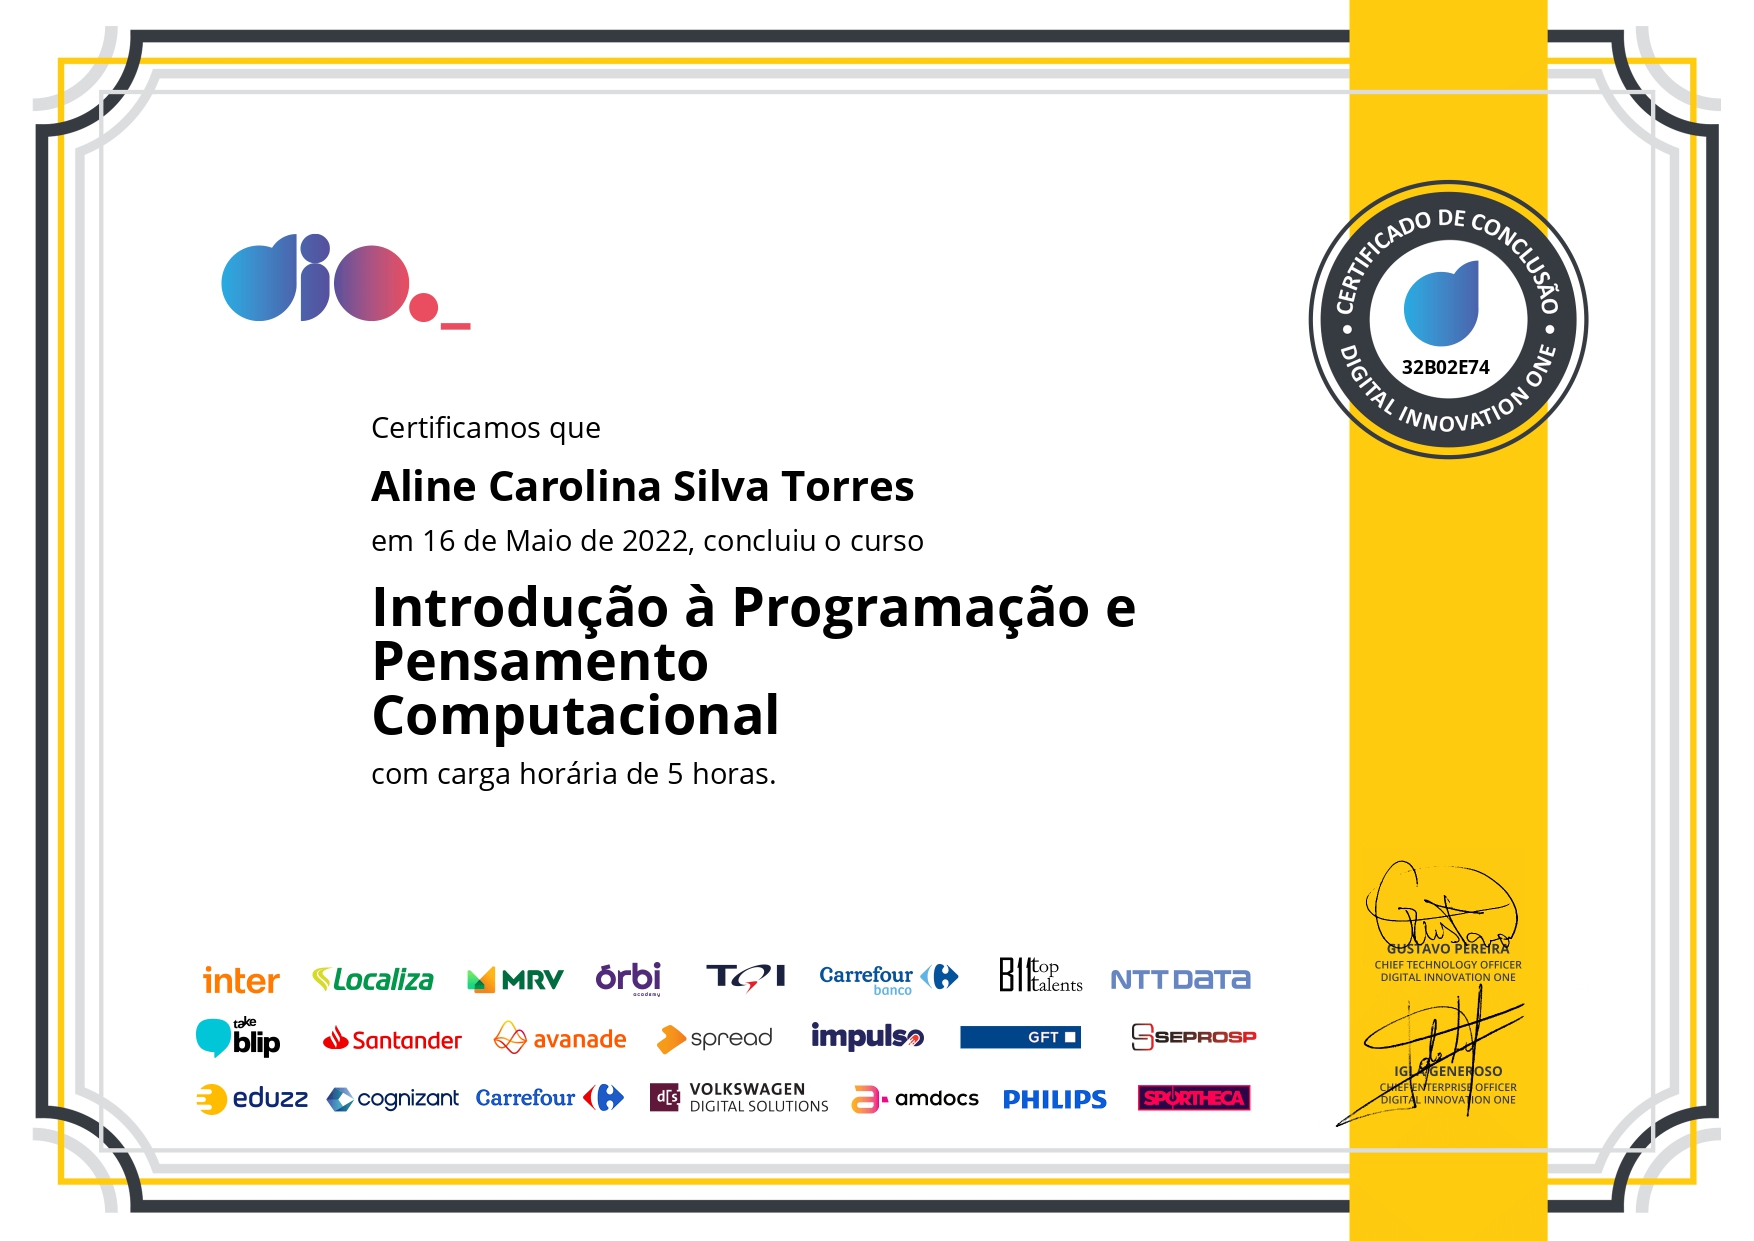 dio._
CERTIFICADO DE CONCLUSÃO
32B02E74
DIGITAL INNOVATION ONE
Certificamos que
Aline Carolina Silva Torres
em 16 de Maio de 2022, concluiu o curso
Introdução à Programação e
Pensamento
Computacional
com carga horária de 5 horas.
Gustavo
GUSTAVO PEREIRA
CHIEF TECHNOLOGY OFFICER
DIGITAL INNOVATION ONE
IGLÁ GENEROSO
CHIEF ENTERPRISE OFFICER
DIGITAL INNOVATION ONE
inter Localiza MRV órbi academy TQI Carrefour banco B11 top talents NTT DATA
take blip Santander avanade spread impulso GFT SEPROSP
eduzz cognizant Carrefour d[s] VOLKSWAGEN DIGITAL SOLUTIONS a amdocs PHILIPS SPORTHECA